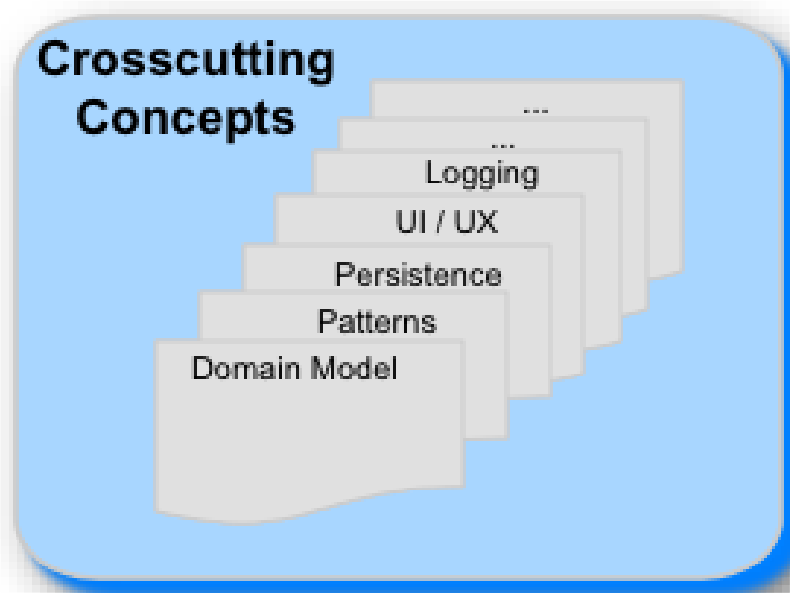 Crosscutting
Concepts
...
...
Logging
UI / UX
Persistence
Patterns
Domain Model